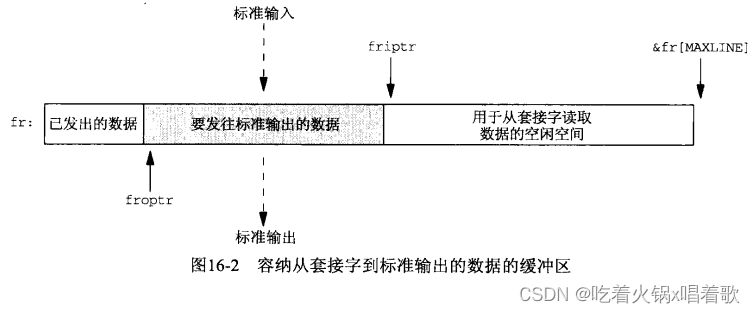 标准输入
friptr
&fr[MAXLINE]
fr:
已发出的数据
要发往标准输出的数据
用于从套接字读取
数据的空闲空间
froptr
标准输出
图16-2 容纳从套接字到标准输出的数据的缓冲区
CSDN @吃着火锅x唱着歌